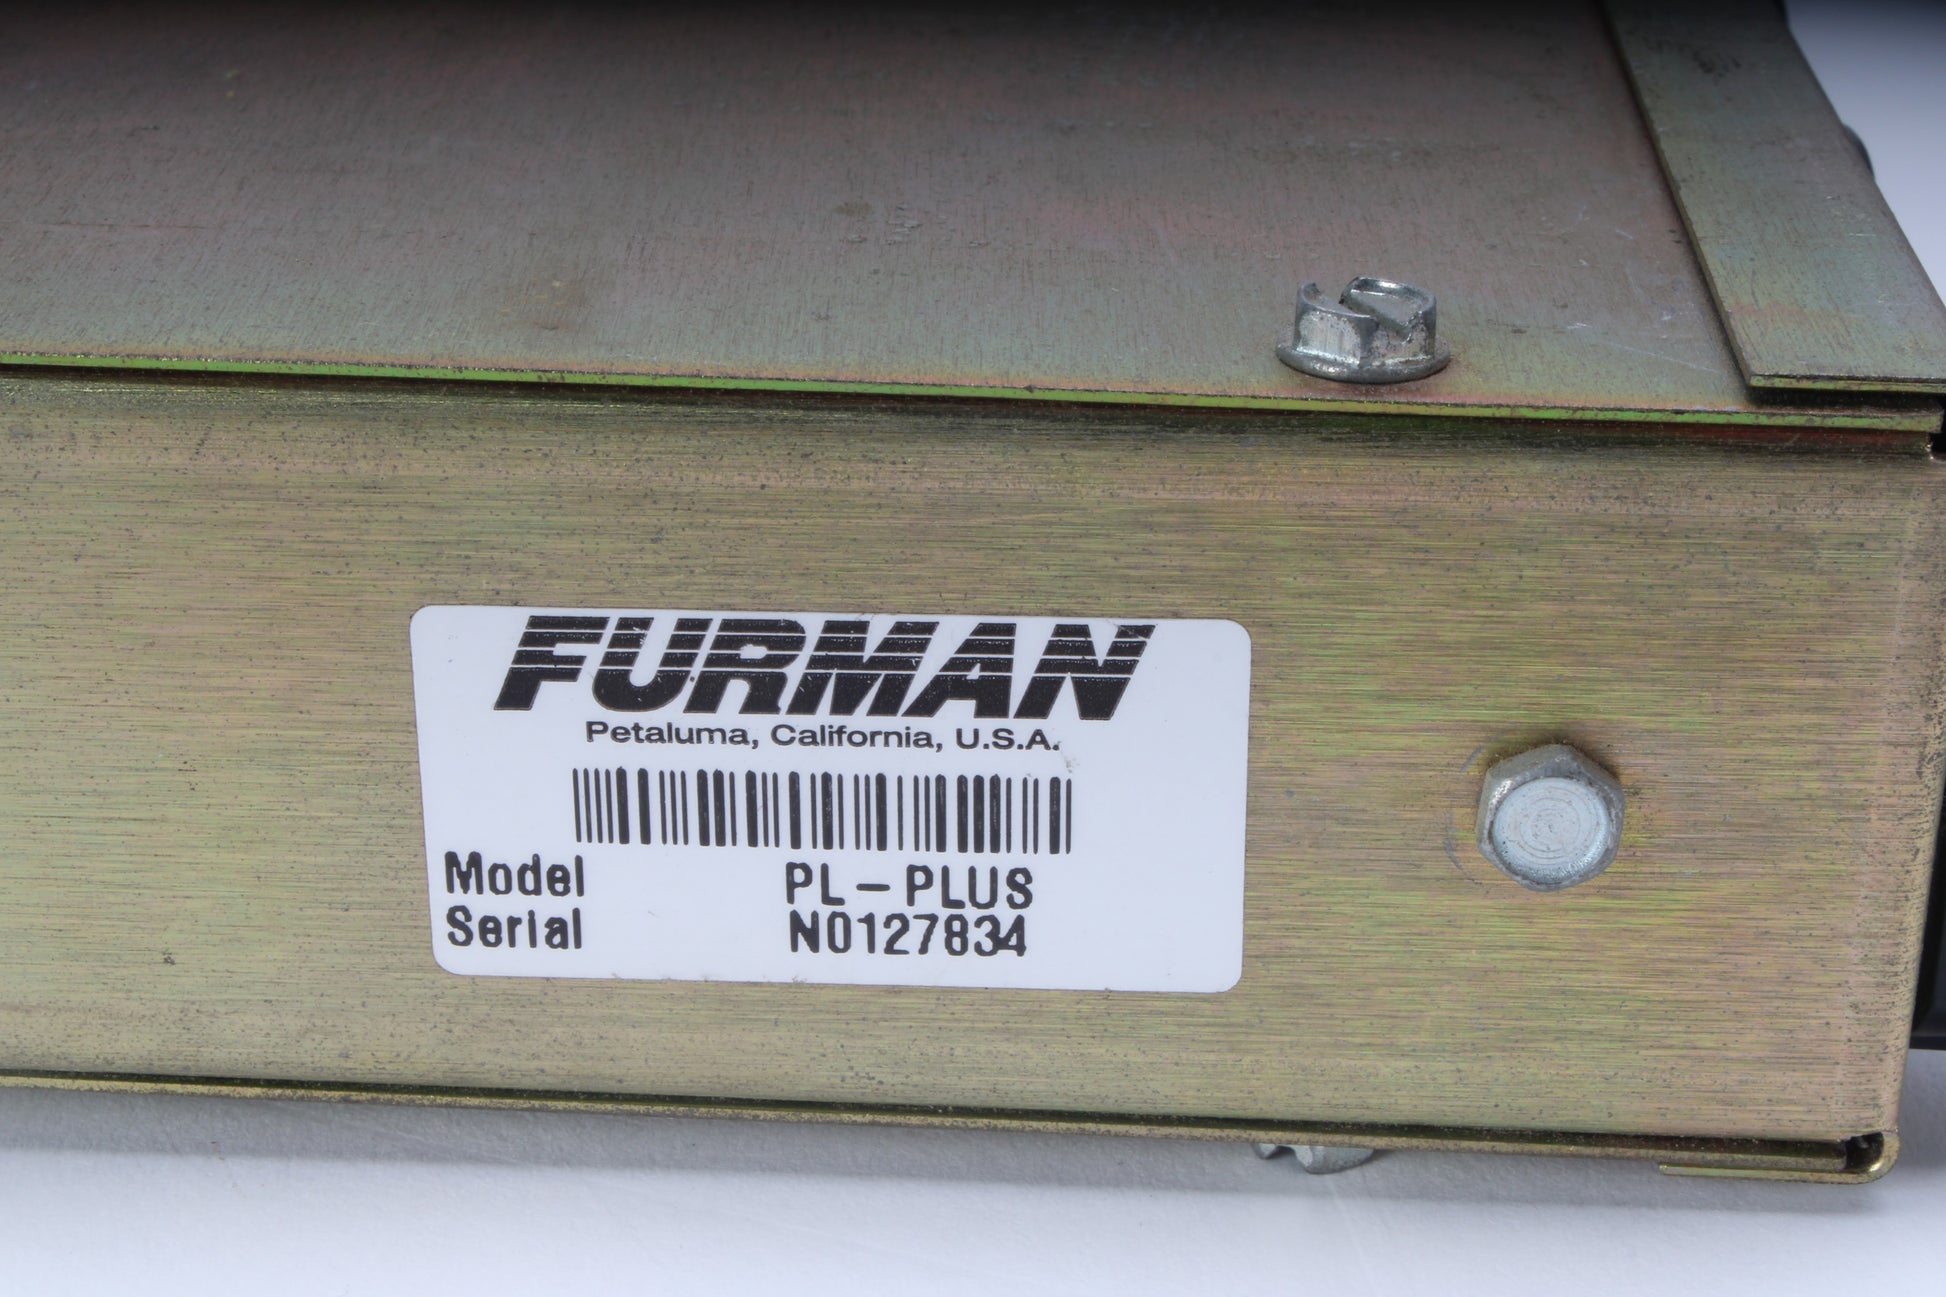 FURMAN
Petaluma, California, U.S.A.
Model PL-PLUS
Serial N0127834